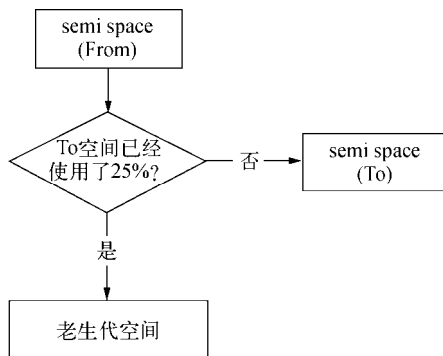 semi space
(From)
To空间已经
使用了25%?
否
semi space
(To)
是
老生代空间